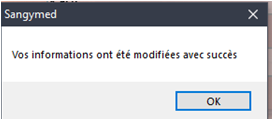 Sangymed
Vos informations ont été modifiées avec succès
OK